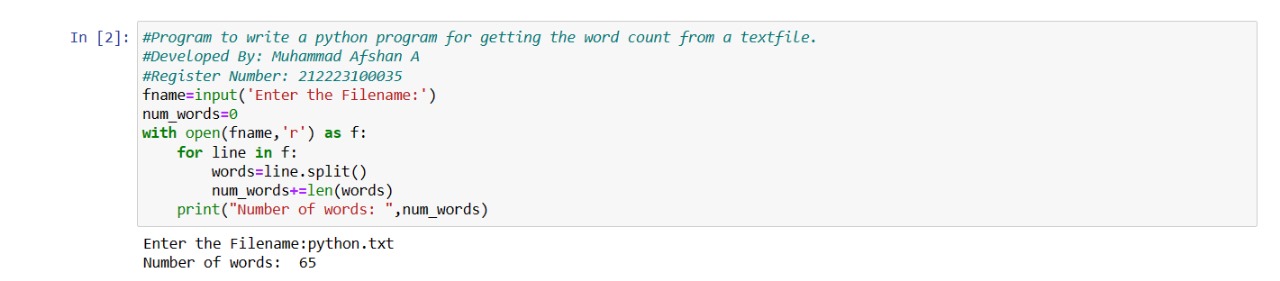 In [2]: #Program to write a python program for getting the word count from a textfile.
#Developed By: Muhammad Afshan A
#Register Number: 212223100035
fname=input('Enter the Filename:')
num_words=0
with open(fname,'r') as f:
    for line in f:
        words=line.split()
        num_words+=len(words)
    print("Number of words: ",num_words)
Enter the Filename:python.txt
Number of words:  65